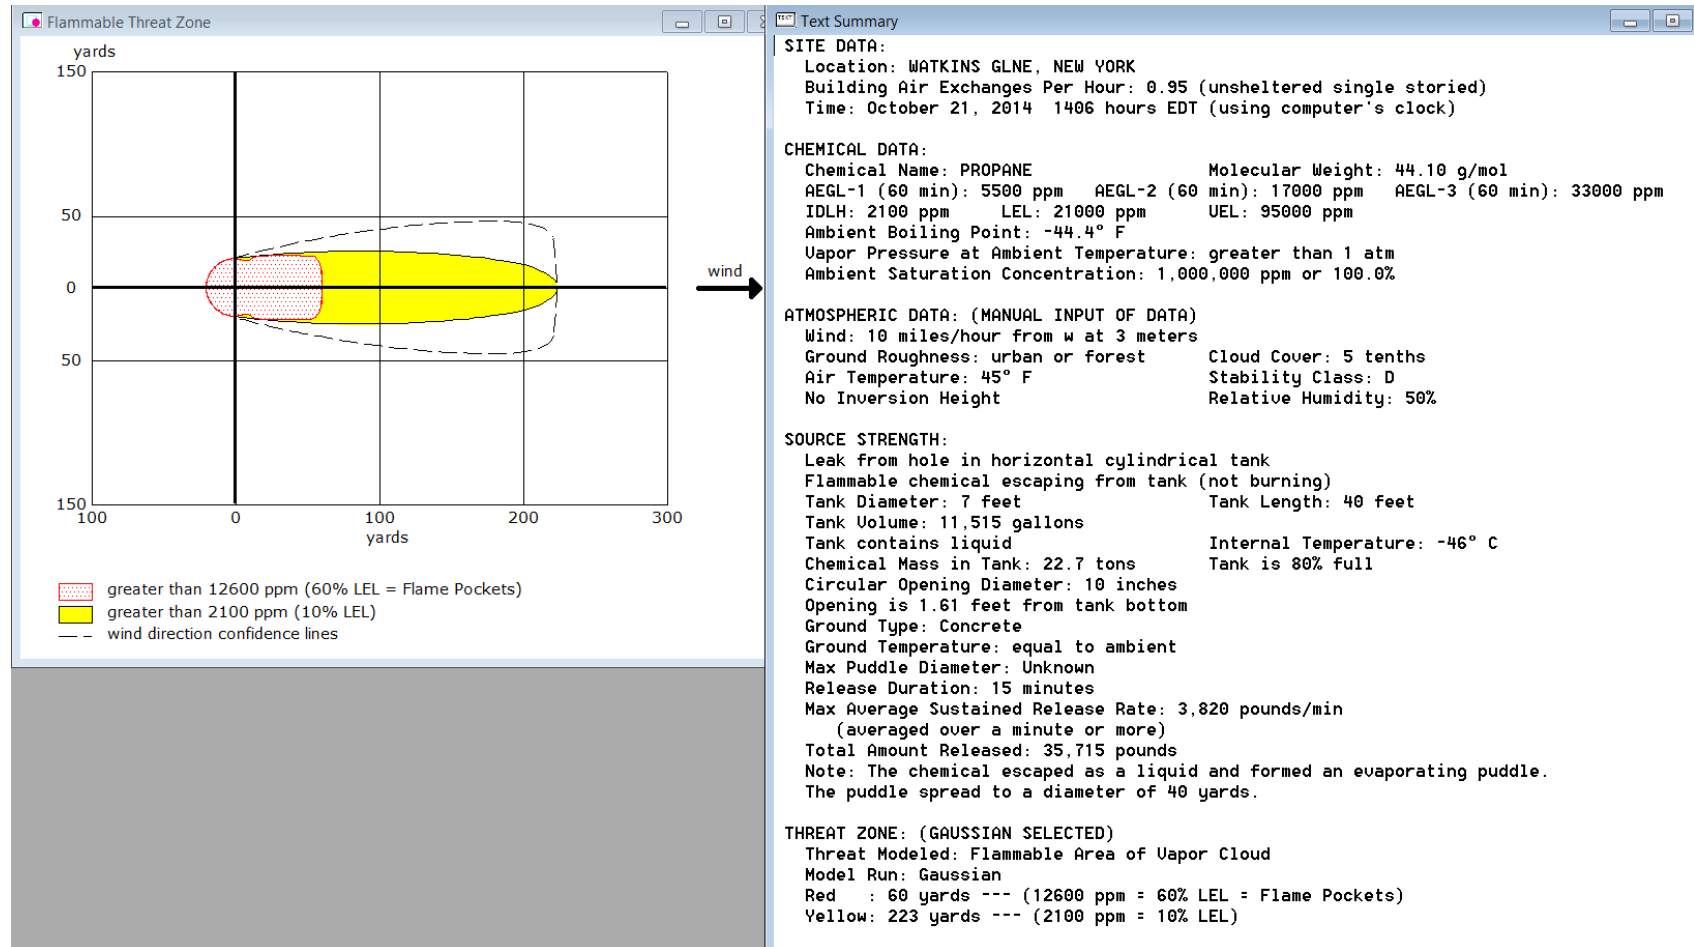 Flammable Threat Zone
yards
150
50
0
50
150
100 0 100 200 300
yards
wind
greater than 12600 ppm (60% LEL = Flame Pockets)
greater than 2100 ppm (10% LEL)
wind direction confidence lines
TEXT Text Summary
SITE DATA:
Location: WATKINS GLNE, NEW YORK
Building Air Exchanges Per Hour: 0.95 (unsheltered single storied)
Time: October 21, 2014 1406 hours EDT (using computer's clock)
CHEMICAL DATA:
Chemical Name: PROPANE Molecular Weight: 44.10 g/mol
AEGL-1 (60 min): 5500 ppm AEGL-2 (60 min): 17000 ppm AEGL-3 (60 min): 33000 ppm
IDLH: 2100 ppm LEL: 21000 ppm UEL: 95000 ppm
Ambient Boiling Point: -44.4° F
Vapor Pressure at Ambient Temperature: greater than 1 atm
Ambient Saturation Concentration: 1,000,000 ppm or 100.0%
ATMOSPHERIC DATA: (MANUAL INPUT OF DATA)
Wind: 10 miles/hour from w at 3 meters
Ground Roughness: urban or forest Cloud Cover: 5 tenths
Air Temperature: 45° F Stability Class: D
No Inversion Height Relative Humidity: 50%
SOURCE STRENGTH:
Leak from hole in horizontal cylindrical tank
Flammable chemical escaping from tank (not burning)
Tank Diameter: 7 feet Tank Length: 40 feet
Tank Volume: 11,515 gallons
Tank contains liquid Internal Temperature: -46° C
Chemical Mass in Tank: 22.7 tons Tank is 80% full
Circular Opening Diameter: 10 inches
Opening is 1.61 feet from tank bottom
Ground Type: Concrete
Ground Temperature: equal to ambient
Max Puddle Diameter: Unknown
Release Duration: 15 minutes
Max Average Sustained Release Rate: 3,820 pounds/min
(averaged over a minute or more)
Total Amount Released: 35,715 pounds
Note: The chemical escaped as a liquid and formed an evaporating puddle.
The puddle spread to a diameter of 40 yards.
THREAT ZONE: (GAUSSIAN SELECTED)
Threat Modeled: Flammable Area of Vapor Cloud
Model Run: Gaussian
Red : 60 yards --- (12600 ppm = 60% LEL = Flame Pockets)
Yellow: 223 yards --- (2100 ppm = 10% LEL)